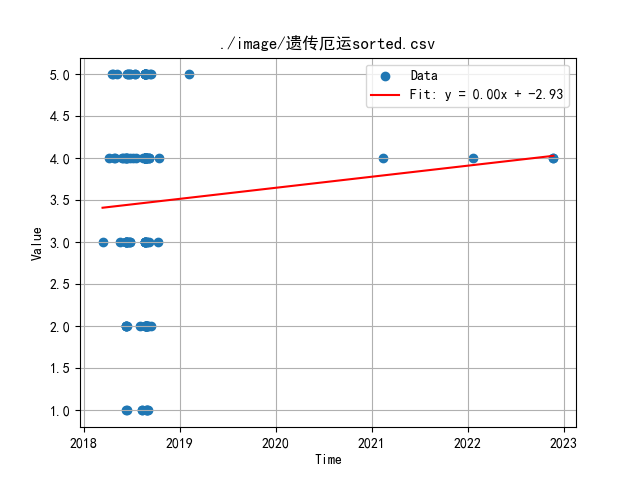 ./image/遗传厄运sorted.csv
Data
Fit: y = 0.00x + -2.93
Value
5.0
4.5
4.0
3.5
3.0
2.5
2.0
1.5
1.0
2018 2019 2020 2021 2022 2023
Time